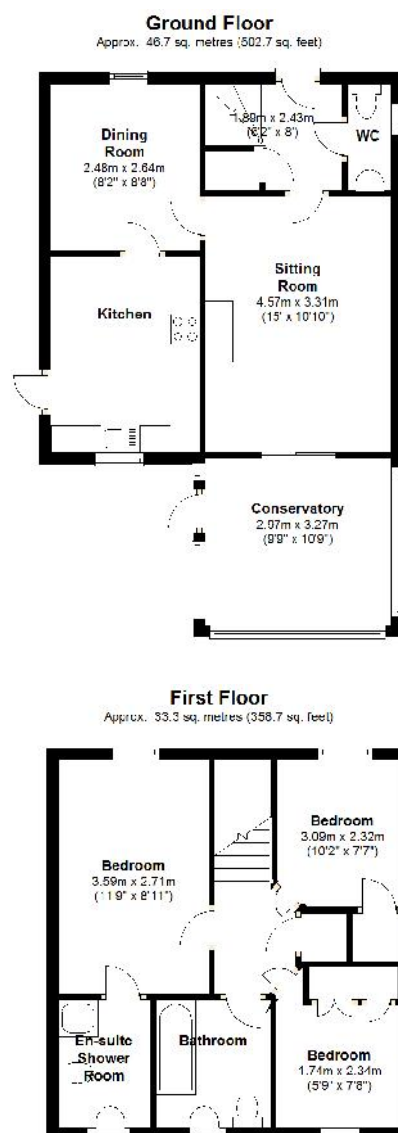 Ground Floor
Approx. 46.7 sq. metres (502.7 sq. feet)
Dining
Room
2.48m x 2.64m
(8'2" x 8'8")
1.89m x 2.43m
(6'2" x 8')
WC
Sitting
Room
4.57m x 3.31m
(15' x 10'10")
Kitchen
Conservatory
2.97m x 3.27m
(9'9" x 10'9")
First Floor
Approx. 33.3 sq. metres (358.7 sq. feet)
Bedroom
3.59m x 2.71m
(11'9" x 8'11")
Bedroom
3.09m x 2.32m
(10'2" x 7'7")
En-suite
Shower
Room
Bathroom
Bedroom
1.74m x 2.34m
(5'9" x 7'8")